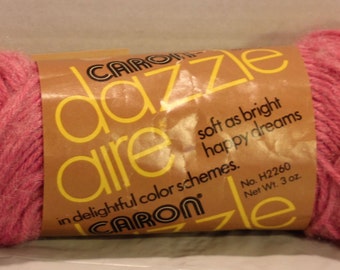 CARON
dazzle
aire
soft as bright
happy dreams
in delightful color schemes.
No. H2260
Net Wt. 3 oz.
CARON®
dazzle